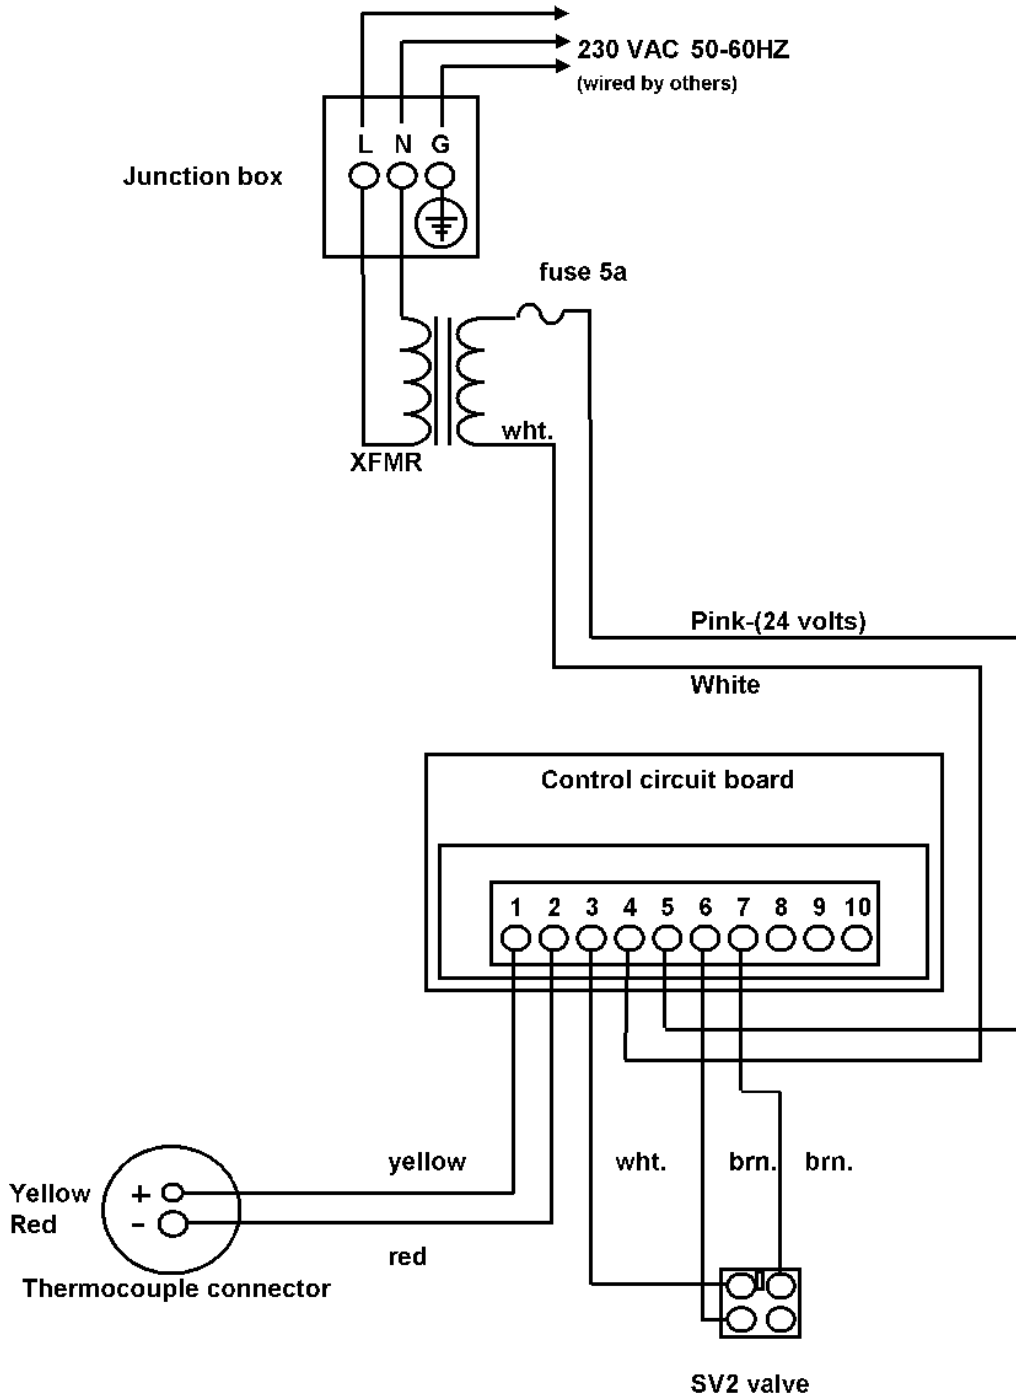 230 VAC 50-60HZ
(wired by others)
L N G
Junction box
fuse 5a
wht.
XFMR
Pink-(24 volts)
White
Control circuit board
1 2 3 4 5 6 7 8 9 10
yellow
wht.
brn.
brn.
Yellow +
Red -
red
Thermocouple connector
SV2 valve